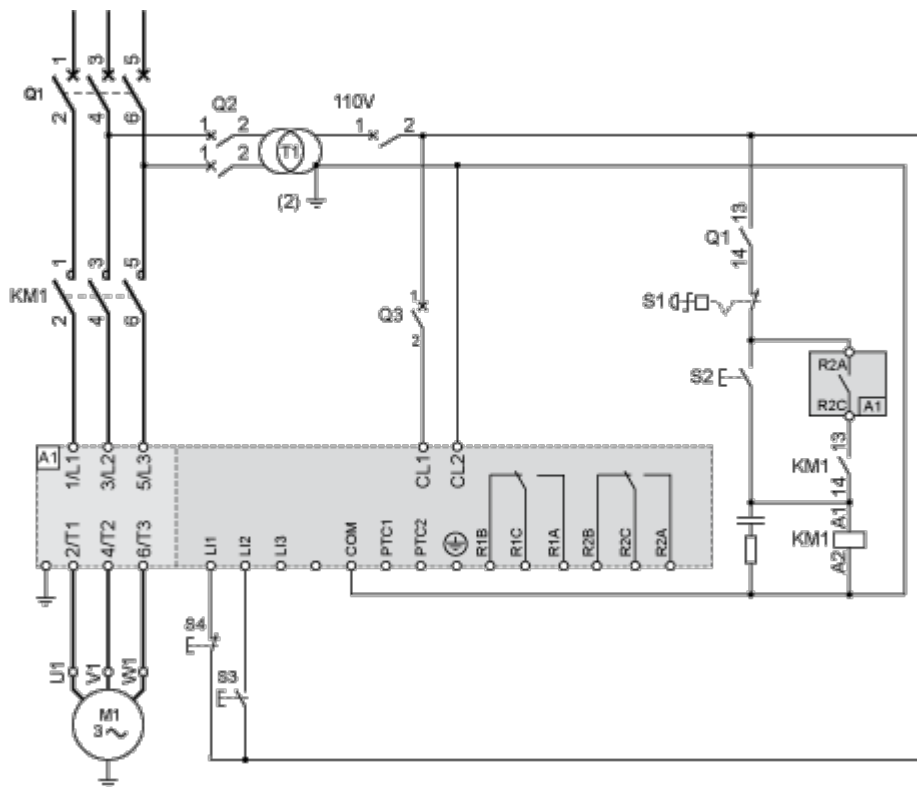 1 3 5
Q1
2 4 6
Q2
1 2
1 2
T1
(2)
110V
1 2
13
Q1
14
S1
1 3 5
KM1
2 4 6
1
Q3
2
S2
R2A
R2C A1
13
KM1
14
A1
KM1
A2
A1
1/L1 3/L2 5/L3
CL1 CL2
2/T1 4/T2 6/T3
LI1 LI2 LI3 COM PTC1 PTC2 R1B R1C R1A R2B R2C R2A
S4
S3
U1 V1 W1
M1
3